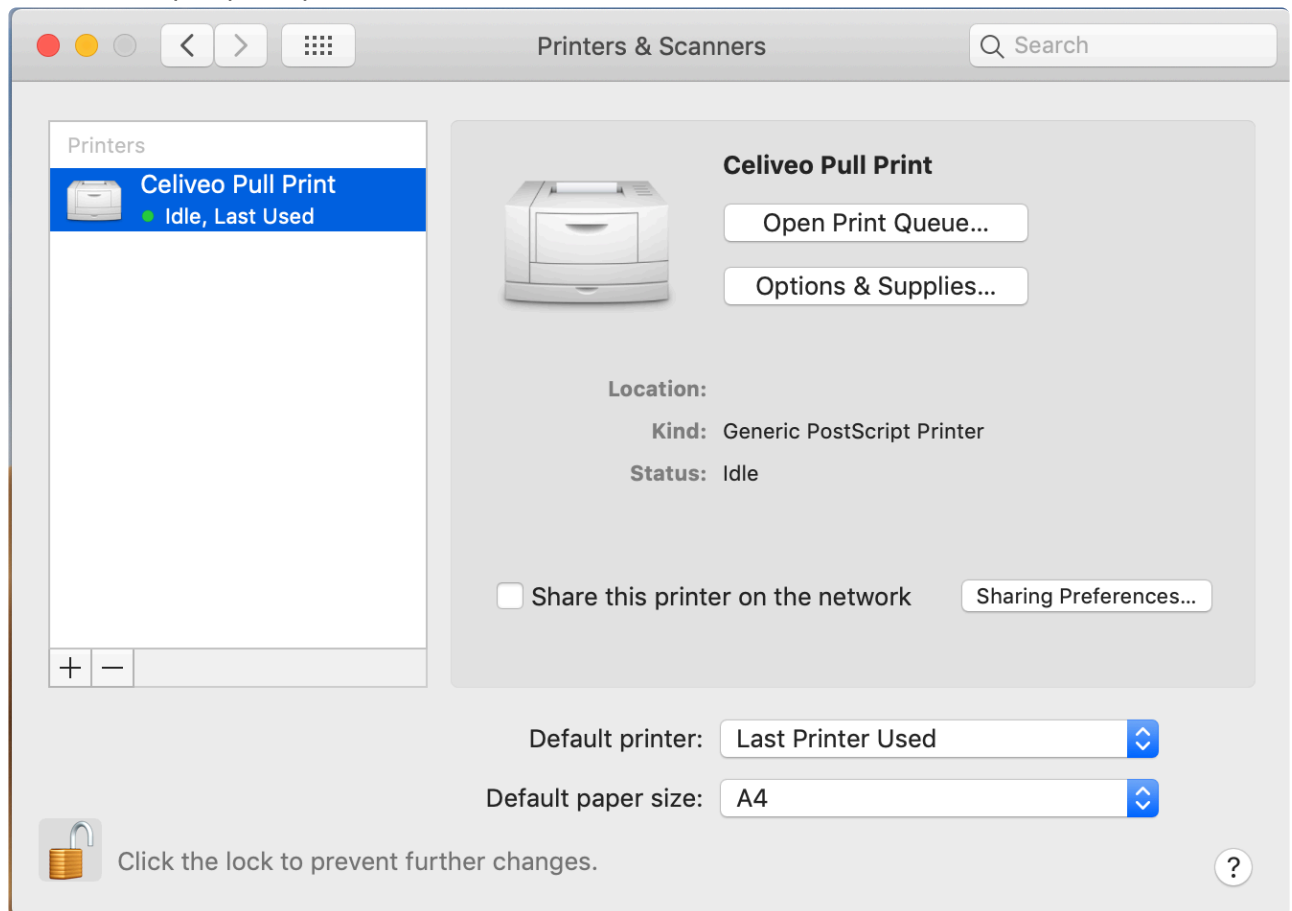 Printers & Scanners
Search
Printers
Celiveo Pull Print
Idle, Last Used
Celiveo Pull Print
Open Print Queue...
Options & Supplies...
Location:
Kind: Generic PostScript Printer
Status: Idle
Share this printer on the network
Sharing Preferences...
Default printer: Last Printer Used
Default paper size: A4
Click the lock to prevent further changes.
?